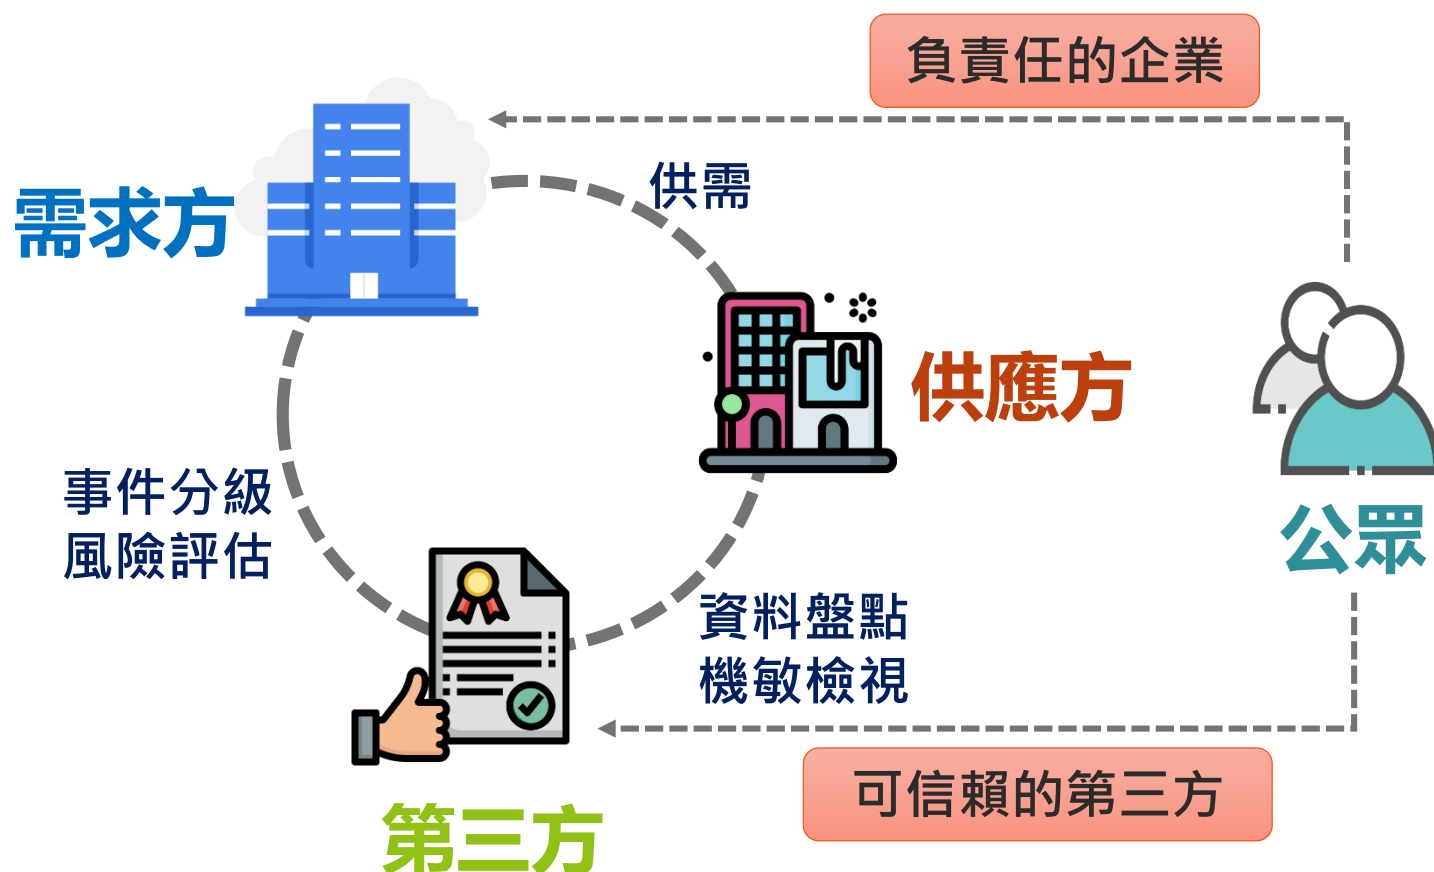 負責任的企業
供需
需求方
供應方
事件分級
風險評估
公眾
資料盤點
機敏檢視
可信賴的第三方
第三方